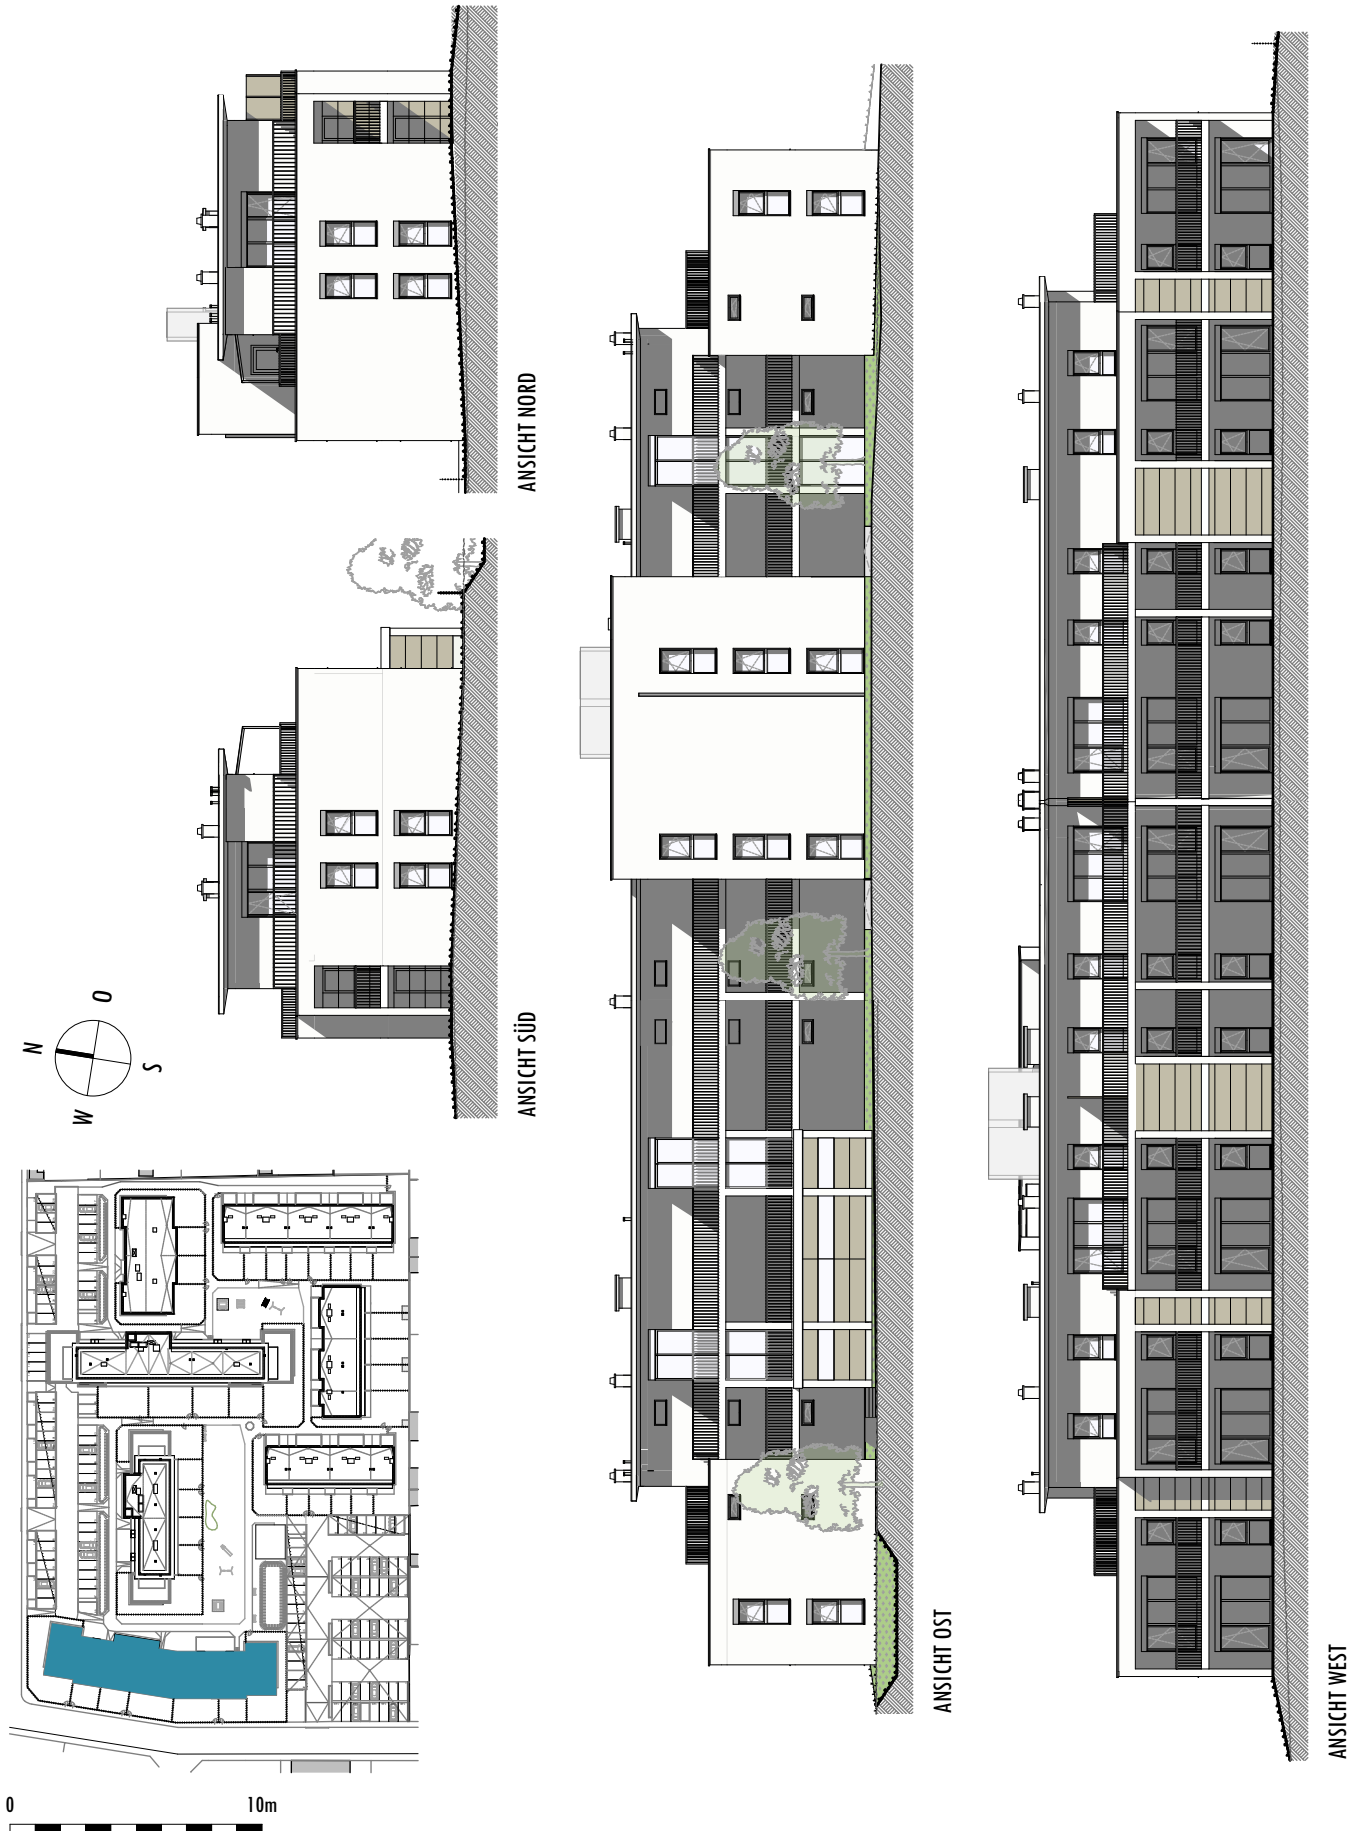 ANSICHT NORD
ANSICHT SÜD
N
O
W
S
ANSICHT OST
ANSICHT WEST
0 10m